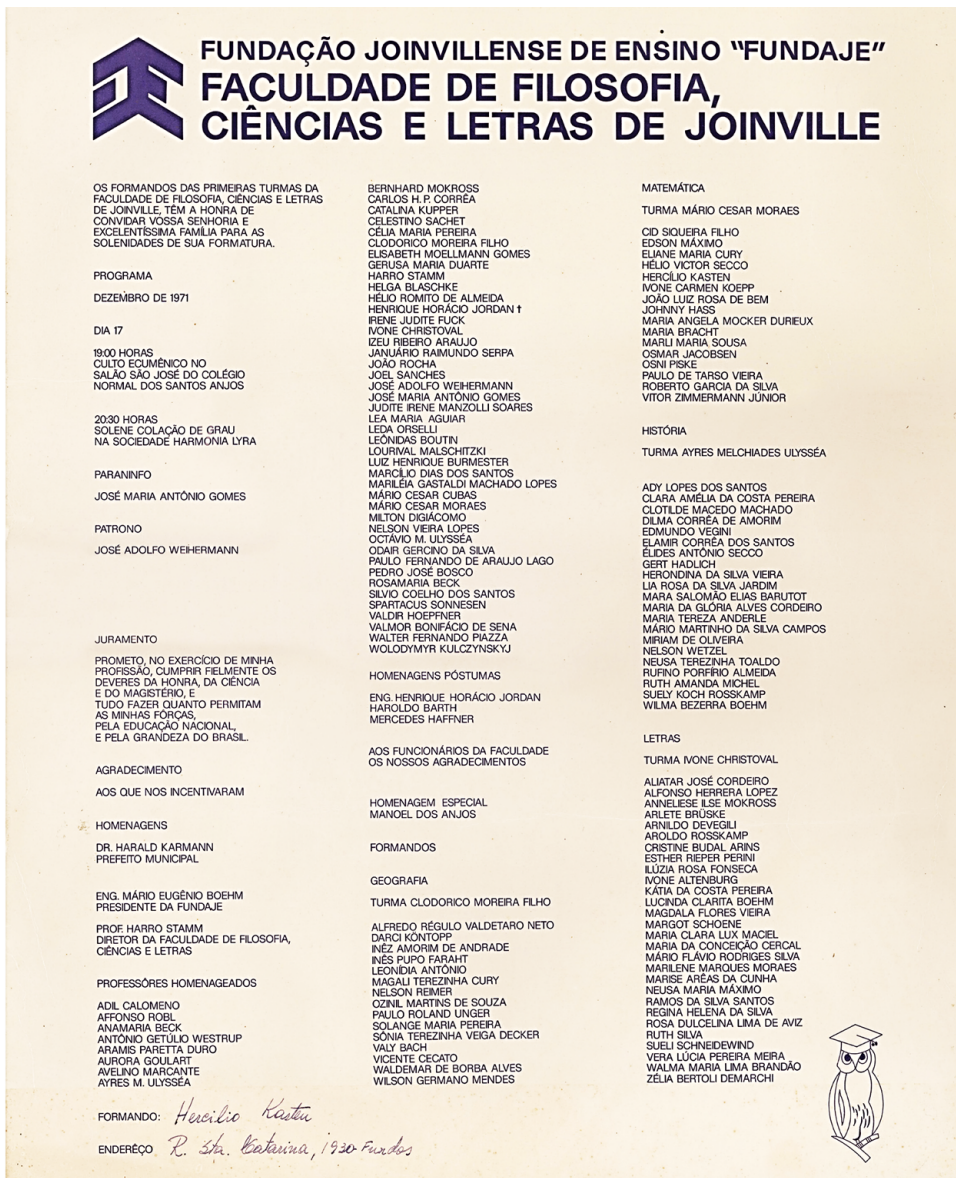 FUNDAÇÃO JOINVILLENSE DE ENSINO "FUNDAJE"
FACULDADE DE FILOSOFIA,
CIÊNCIAS E LETRAS DE JOINVILLE
OS FORMANDOS DAS PRIMEIRAS TURMAS DA
FACULDADE DE FILOSOFIA, CIÊNCIAS E LETRAS
DE JOINVILLE, TÊM A HONRA DE
CONVIDAR VOSSA SENHORIA E
EXCELENTÍSSIMA FAMÍLIA PARA AS
SOLENIDADES DE SUA FORMATURA.
PROGRAMA
DEZEMBRO DE 1971
DIA 17
19:00 HORAS
CULTO ECUMÊNICO NO
SALÃO SÃO JOSÉ DO COLÉGIO
NORMAL DOS SANTOS ANJOS
20:30 HORAS
SOLENE COLAÇÃO DE GRAU
NA SOCIEDADE HARMONIA LYRA
PARANINFO
JOSÉ MARIA ANTÔNIO GOMES
PATRONO
JOSÉ ADOLFO WEIHERMANN
JURAMENTO
PROMETO, NO EXERCÍCIO DE MINHA
PROFISSÃO, CUMPRIR FIELMENTE OS
DEVERES DA HONRA, DA CIÊNCIA
E DO MAGISTÉRIO, E
TUDO FAZER QUANTO PERMITAM
AS MINHAS FÔRÇAS,
PELA EDUCAÇÃO NACIONAL,
E PELA GRANDEZA DO BRASIL.
AGRADECIMENTO
AOS QUE NOS INCENTIVARAM
HOMENAGENS
DR. HARALD KARMANN
PREFEITO MUNICIPAL
ENG. MÁRIO EUGÊNIO BOEHM
PRESIDENTE DA FUNDAJE
PROF. HARRO STAMM
DIRETOR DA FACULDADE DE FILOSOFIA,
CIÊNCIAS E LETRAS
PROFESSÔRES HOMENAGEADOS
ADIL CALOMENO
AFFONSO ROBL
ANAMARIA BECK
ANTÔNIO GETÚLIO WESTRUP
ARAMIS PARETTA DURO
AURORA GOULART
AVELINO MARCANTE
AYRES M. ULYSSÉA
BERNHARD MOKROSS
CARLOS H. P. CORRÊA
CATALINA KUPPER
CELESTINO SACHET
CÉLIA MARIA PEREIRA
CLODORICO MOREIRA FILHO
ELISABETH MOELLMANN GOMES
GERUSA MARIA DUARTE
HARRO STAMM
HELGA BLASCHKE
HÉLIO ROMITO DE ALMEIDA
HENRIQUE HORÁCIO JORDAN †
IRENE JUDITE FUCK
IVONE CHRISTOVAL
IZEU RIBEIRO ARAUJO
JANUÁRIO RAIMUNDO SERPA
JOÃO ROCHA
JOEL SANCHES
JOSÉ ADOLFO WEIHERMANN
JOSÉ MARIA ANTÔNIO GOMES
JUDITE IRENE MANZOLLI SOARES
LEA MARIA AGUIAR
LEDA ORSELLI
LEÔNIDAS BOUTIN
LOURIVAL MALSCHITZKI
LUIZ HENRIQUE BURMESTER
MARCÍLIO DIAS DOS SANTOS
MARILÉIA GASTALDI MACHADO LOPES
MÁRIO CESAR CUBAS
MÁRIO CESAR MORAES
MILTON DIGIÁCOMO
NELSON VIEIRA LOPES
OCTÁVIO M. ULYSSÉA
ODAIR GERCINO DA SILVA
PAULO FERNANDO DE ARAUJO LAGO
PEDRO JOSÉ BOSCO
ROSAMARIA BECK
SILVIO COELHO DOS SANTOS
SPARTACUS SONNESEN
VALDIR HOEPFNER
VALMOR BONIFÁCIO DE SENA
WALTER FERNANDO PIAZZA
WOLODYMYR KULCZYNSKYJ
HOMENAGENS PÓSTUMAS
ENG. HENRIQUE HORÁCIO JORDAN
HAROLDO BARTH
MERCEDES HAFFNER
AOS FUNCIONÁRIOS DA FACULDADE
OS NOSSOS AGRADECIMENTOS
HOMENAGEM ESPECIAL
MANOEL DOS ANJOS
FORMANDOS
GEOGRAFIA
TURMA CLODORICO MOREIRA FILHO
ALFREDO RÉGULO VALDETARO NETO
DARCI KÖNTOPP
INÊZ AMORIM DE ANDRADE
INÊS PUPO FARAHT
LEONÍDIA ANTÔNIO
MAGALI TEREZINHA CURY
NELSON REIMER
OZINIL MARTINS DE SOUZA
PAULO ROLAND UNGER
SOLANGE MARIA PEREIRA
SÔNIA TEREZINHA VEIGA DECKER
VALY BACH
VICENTE CECATO
WALDEMAR DE BORBA ALVES
WILSON GERMANO MENDES
MATEMÁTICA
TURMA MÁRIO CESAR MORAES
CID SIQUEIRA FILHO
EDSON MÁXIMO
ELIANE MARIA CURY
HÉLIO VICTOR SECCO
HERCÍLIO KASTEN
IVONE CARMEN KOEPP
JOÃO LUIZ ROSA DE BEM
JOHNNY HASS
MARIA ANGELA MOCKER DURIEUX
MARIA BRACHT
MARLI MARIA SOUSA
OSMAR JACOBSEN
OSNI PISKE
PAULO DE TARSO VIEIRA
ROBERTO GARCIA DA SILVA
VITOR ZIMMERMANN JÚNIOR
HISTÓRIA
TURMA AYRES MELCHIADES ULYSSÉA
ADY LOPES DOS SANTOS
CLARA AMÉLIA DA COSTA PEREIRA
CLOTILDE MACEDO MACHADO
DILMA CORRÊA DE AMORIM
EDMUNDO VEGINI
ELAMIR CORRÊA DOS SANTOS
ÉLIDES ANTÔNIO SECCO
GERT HADLICH
HERONDINA DA SILVA VIEIRA
LIA ROSA DA SILVA JARDIM
MARA SALOMÃO ELIAS BARUTOT
MARIA DA GLÓRIA ALVES CORDEIRO
MARIA TEREZA ANDERLE
MÁRIO MARTINHO DA SILVA CAMPOS
MIRIAM DE OLIVEIRA
NELSON WETZEL
NEUSA TEREZINHA TOALDO
RUFINO PORFÍRIO ALMEIDA
RUTH AMANDA MICHEL
SUELY KOCH ROSSKAMP
WILMA BEZERRA BOEHM
LETRAS
TURMA IVONE CHRISTOVAL
ALIATAR JOSÉ CORDEIRO
ALFONSO HERRERA LOPEZ
ANNELIESE ILSE MOKROSS
ARLETE BRÜSKE
ARNILDO DEVEGILI
AROLDO ROSSKAMP
CRISTINE BUDAL ARINS
ESTHER RIEPER PERINI
ILÚZIA ROSA FONSECA
IVONE ALTENBURG
KÁTIA DA COSTA PEREIRA
LUCINDA CLARITA BOEHM
MAGDALA FLORES VIEIRA
MARGOT SCHOENE
MARIA CLARA LUX MACIEL
MARIA DA CONCEIÇÃO CERCAL
MÁRIO FLÁVIO RODRIGES SILVA
MARILENE MARQUES MORAES
MARISE ARÊAS DA CUNHA
NEUSA MARIA MÁXIMO
RAMOS DA SILVA SANTOS
REGINA HELENA DA SILVA
ROSA DULCELINA LIMA DE AVIZ
RUTH SILVA
SUELI SCHNEIDEWIND
VERA LÚCIA PEREIRA MEIRA
WALMA MARIA LIMA BRANDÃO
ZÉLIA BERTOLI DEMARCHI
FORMANDO: Hercilio Kasten
ENDERÊÇO R. Sta. Catarina, 1930 Fundos